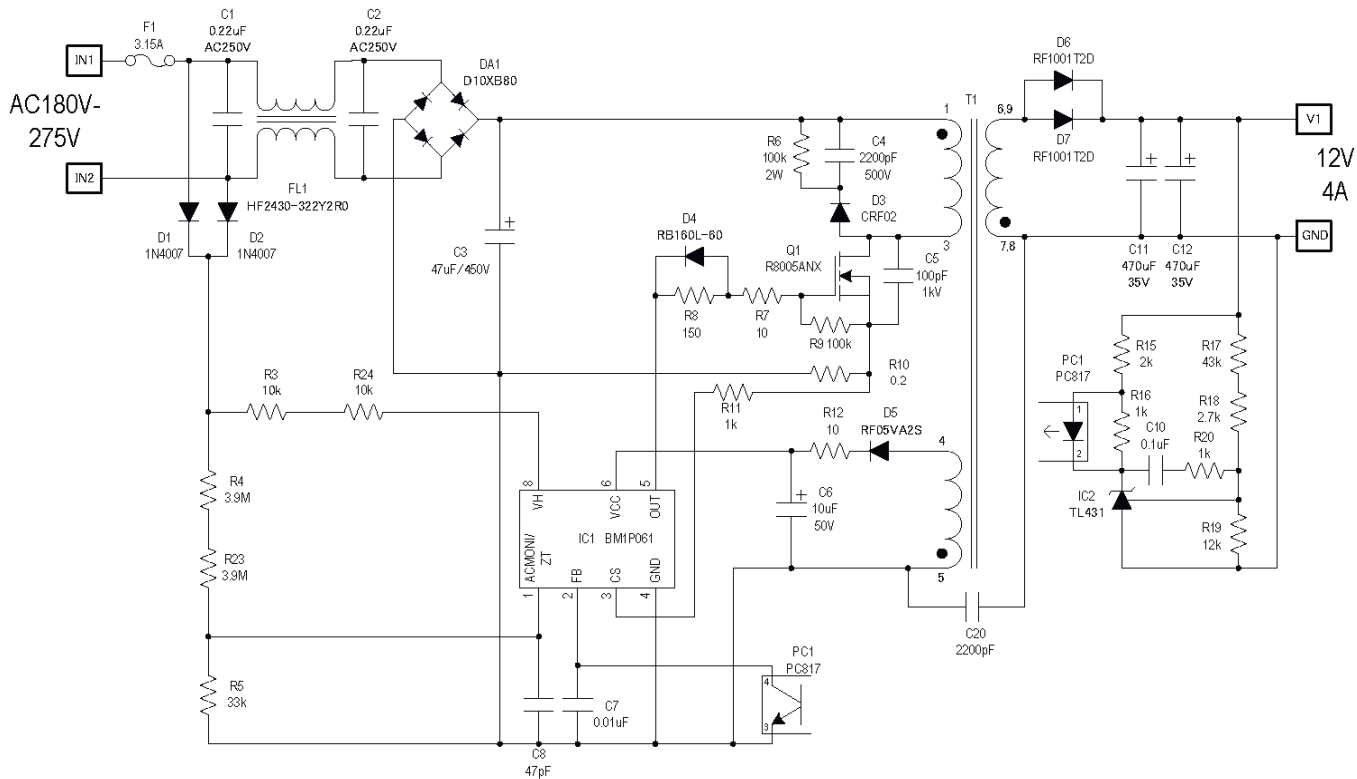 F1
3.15A
C1
0.22uF
AC250V
C2
0.22uF
AC250V
IN1
AC180V-
275V
IN2
DA1
D10XB80
FL1
HF2430-322Y2R0
D1
1N4007
D2
1N4007
C3
47uF/450V
R6
100k
2W
C4
2200pF
500V
D3
CRF02
T1
1
3
6,9
7,8
D6
RF1001T2D
D7
RF1001T2D
V1
12V
4A
GND
C11
470uF
35V
C12
470uF
35V
D4
RB160L-60
Q1
R8005ANX
C5
100pF
1kV
R8
150
R7
10
R9 100k
R10
0.2
R11
1k
R3
10k
R24
10k
R12
10
D5
RF05VA2S
4
5
C6
10uF
50V
R4
3.9M
R23
3.9M
R5
33k
8
VH
6
VCC
5
OUT
IC1 BM1P061
ACMONI/
ZT
FB
CS
GND
1
2
3
4
C8
47pF
C7
0.01uF
PC1
PC817
4
3
C20
2200pF
PC1
PC817
1
2
R15
2k
R16
1k
R17
43k
R18
2.7k
C10
0.1uF
R20
1k
IC2
TL431
R19
12k